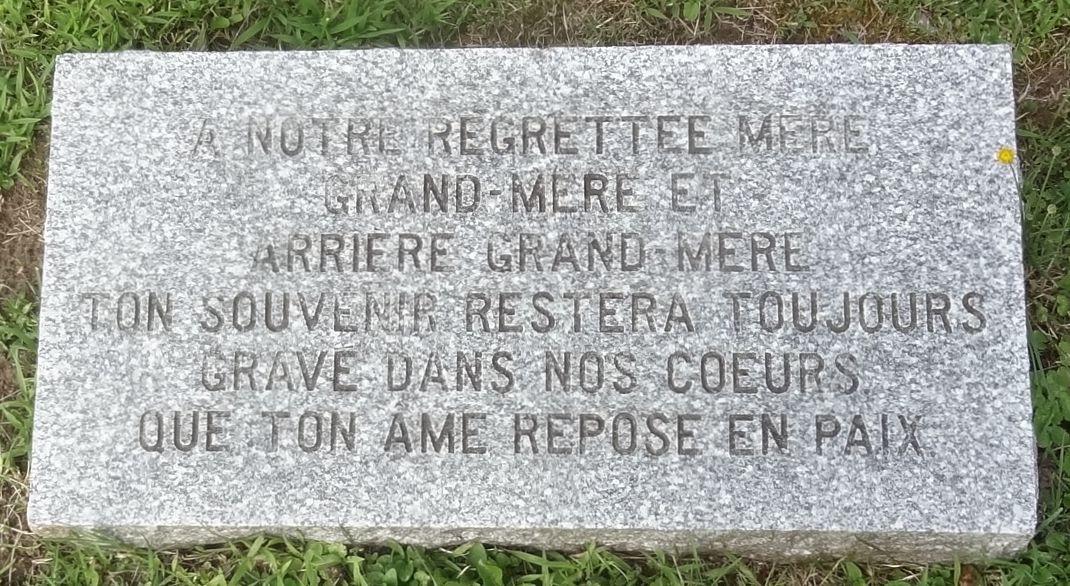 A NOTRE REGRETTEE MERE
GRAND-MERE ET
ARRIERE GRAND-MERE
TON SOUVENIR RESTERA TOUJOURS
GRAVE DANS NOS COEURS.
QUE TON ÂME REPOSE EN PAIX.